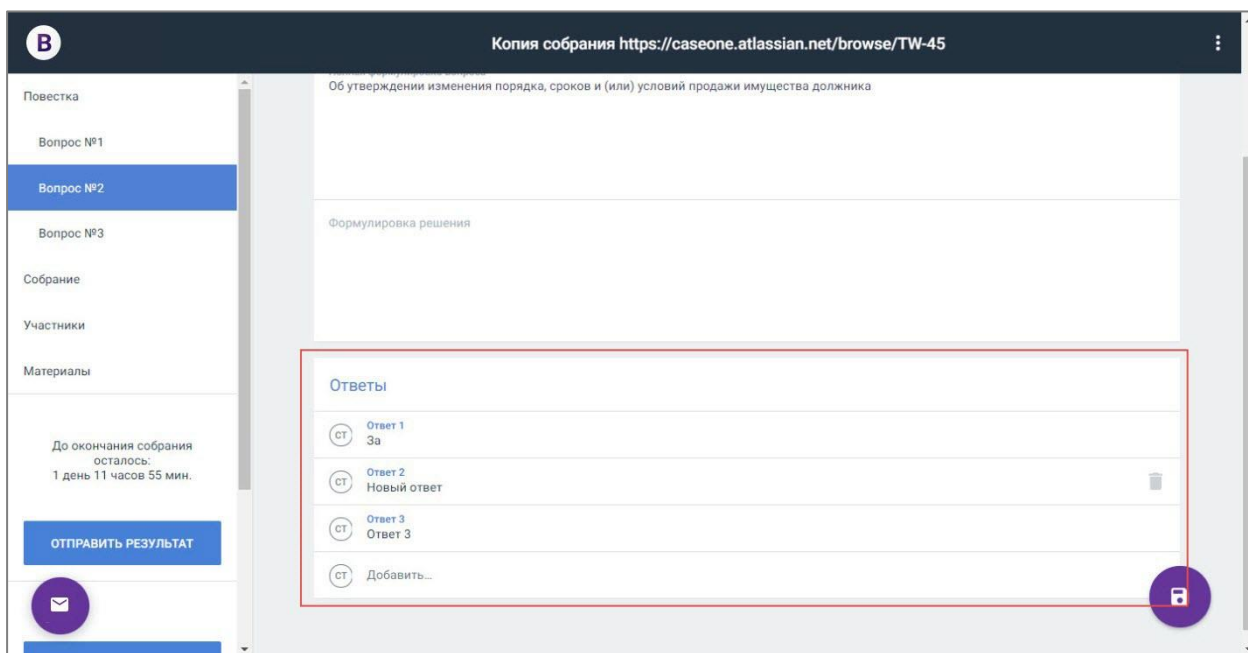 B
Копия собрания https://caseone.atlassian.net/browse/TW-45
Повестка
Вопрос №1
Вопрос №2
Вопрос №3
Собрание
Участники
Материалы
До окончания собрания
осталось:
1 день 11 часов 55 мин.
ОТПРАВИТЬ РЕЗУЛЬТАТ
Об утверждении изменения порядка, сроков и (или) условий продажи имущества должника
Формулировка решения
Ответы
СТ
Ответ 1
За
СТ
Ответ 2
Новый ответ
СТ
Ответ 3
Ответ 3
СТ
Добавить...